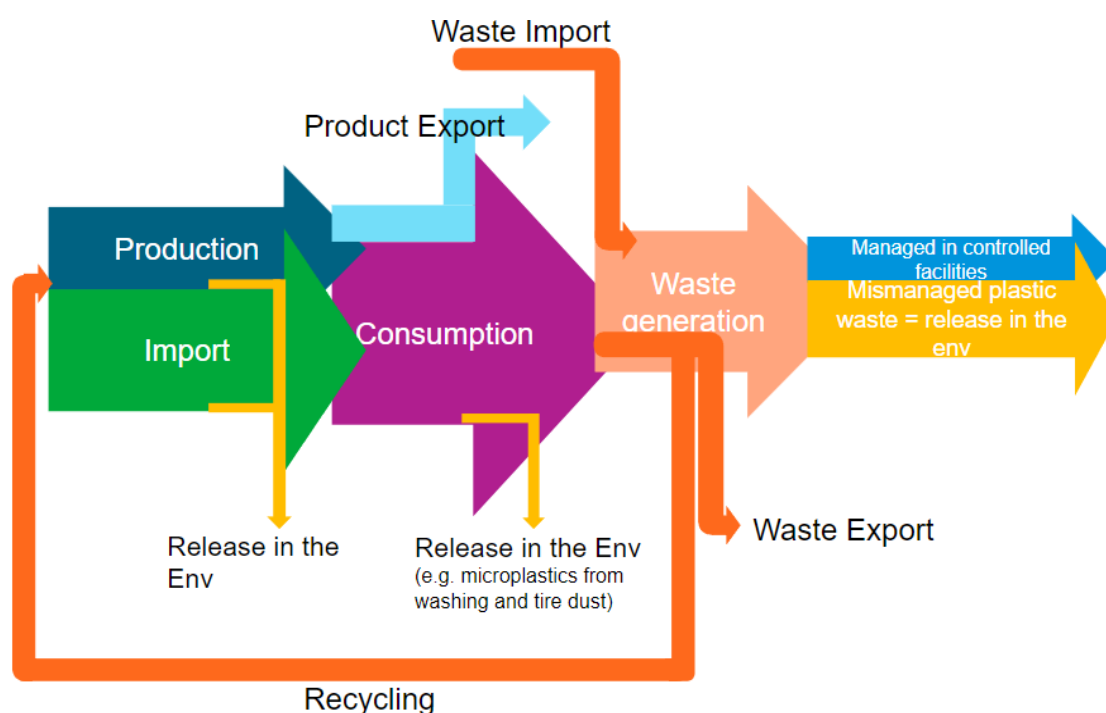 Waste Import
Product Export
Production
Import
Consumption
Waste
generation
Managed in controlled
facilities
Mismanaged plastic
waste = release in the
env
Release in the
Env
Release in the Env
(e.g. microplastics from
washing and tire dust)
Waste Export
Recycling